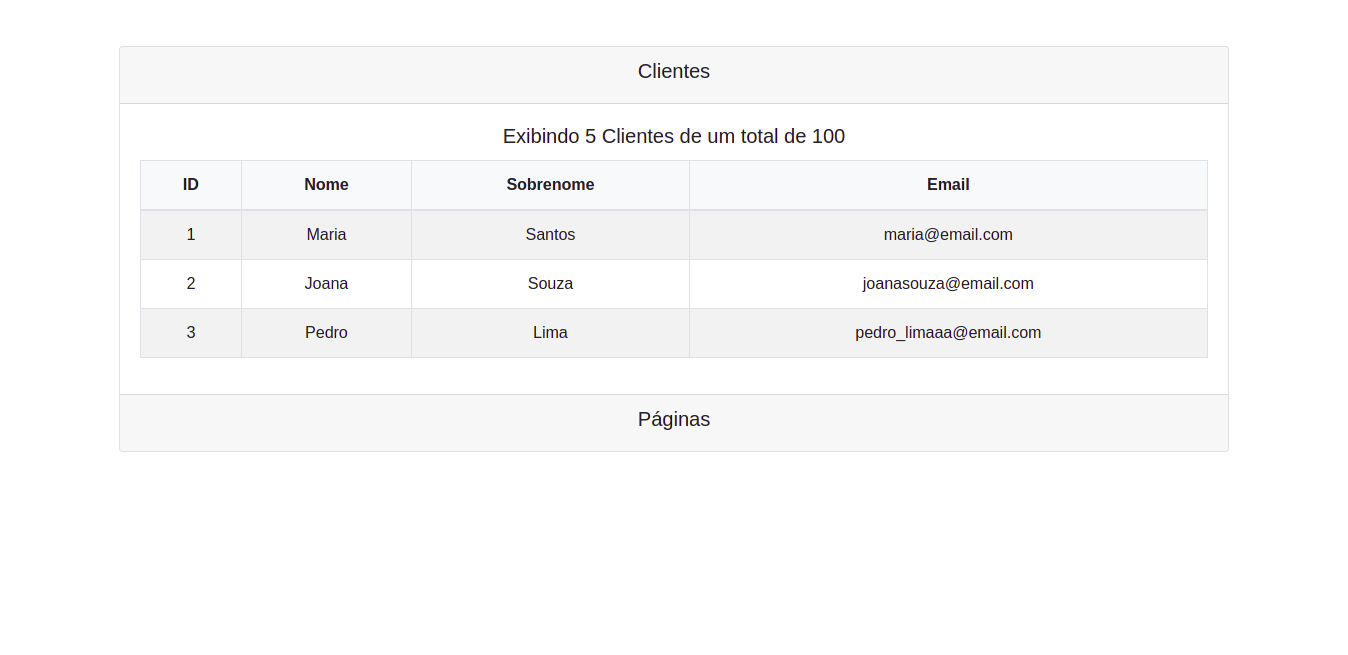 Clientes
Exibindo 5 Clientes de um total de 100
ID Nome Sobrenome Email
1 Maria Santos maria@email.com
2 Joana Souza joanasouza@email.com
3 Pedro Lima pedro_limaaa@email.com
Páginas